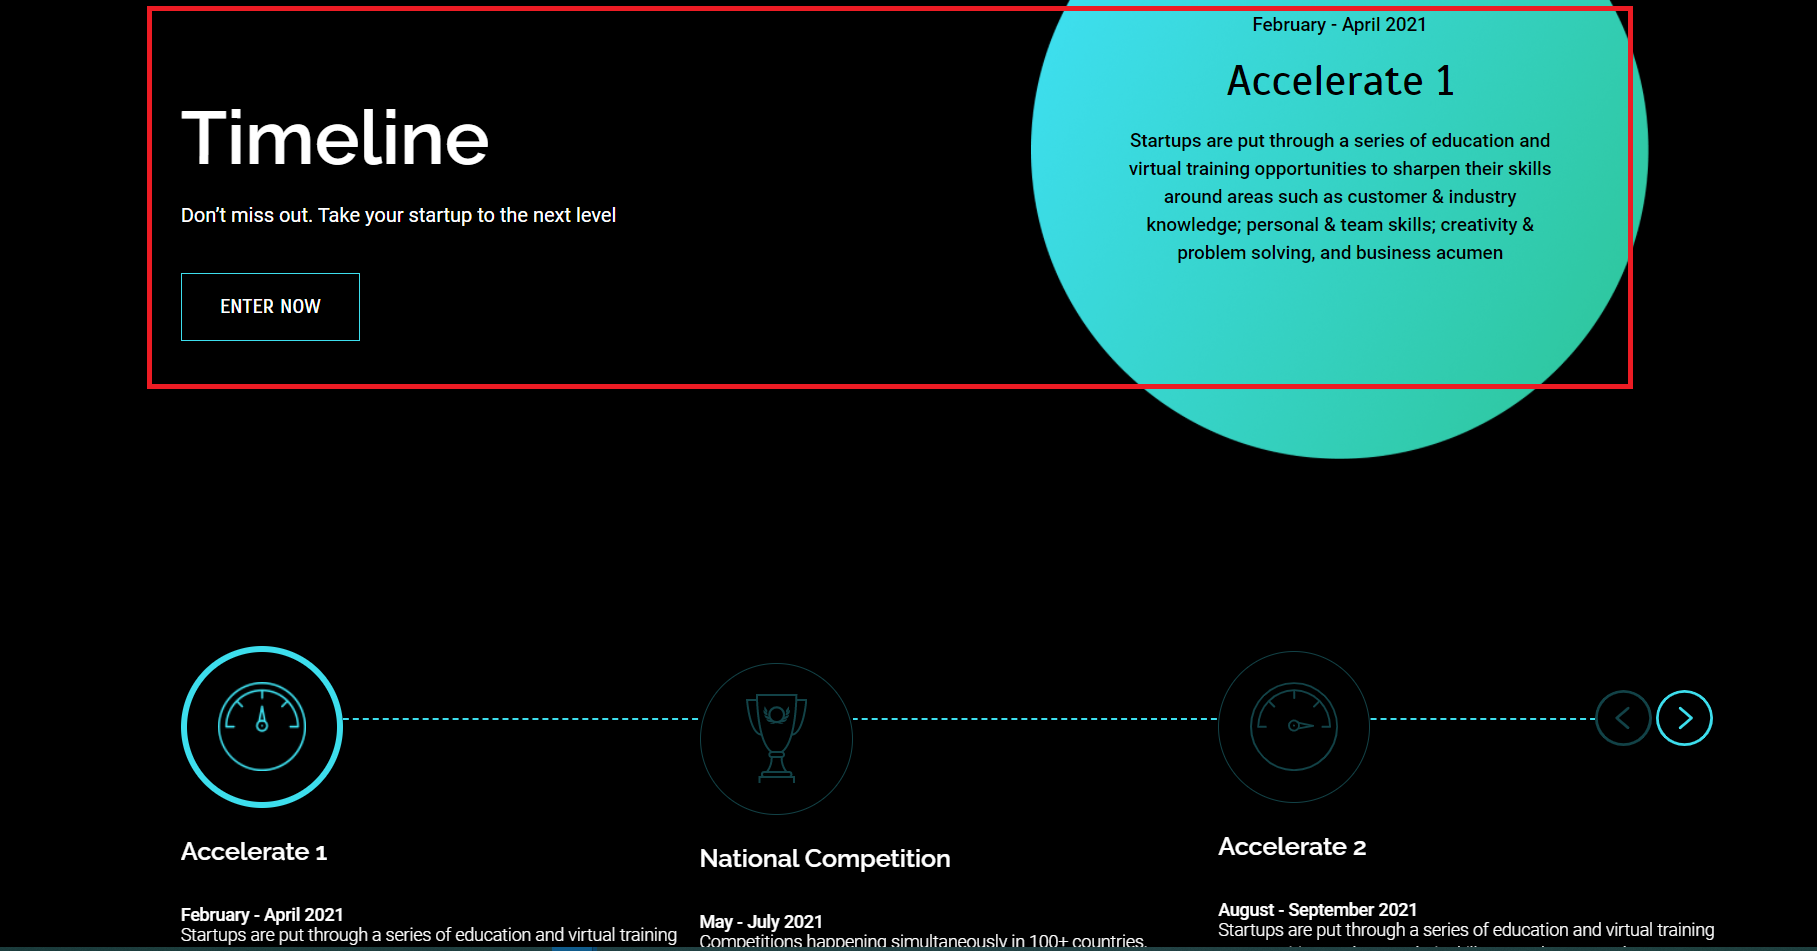 Timeline
Don’t miss out. Take your startup to the next level
ENTER NOW
February - April 2021
Accelerate 1
Startups are put through a series of education and
virtual training opportunities to sharpen their skills
around areas such as customer & industry
knowledge; personal & team skills; creativity &
problem solving, and business acumen
Accelerate 1
February - April 2021
Startups are put through a series of education and virtual training
National Competition
May - July 2021
Competitions happening simultaneously in 100+ countries.
Accelerate 2
August - September 2021
Startups are put through a series of education and virtual training